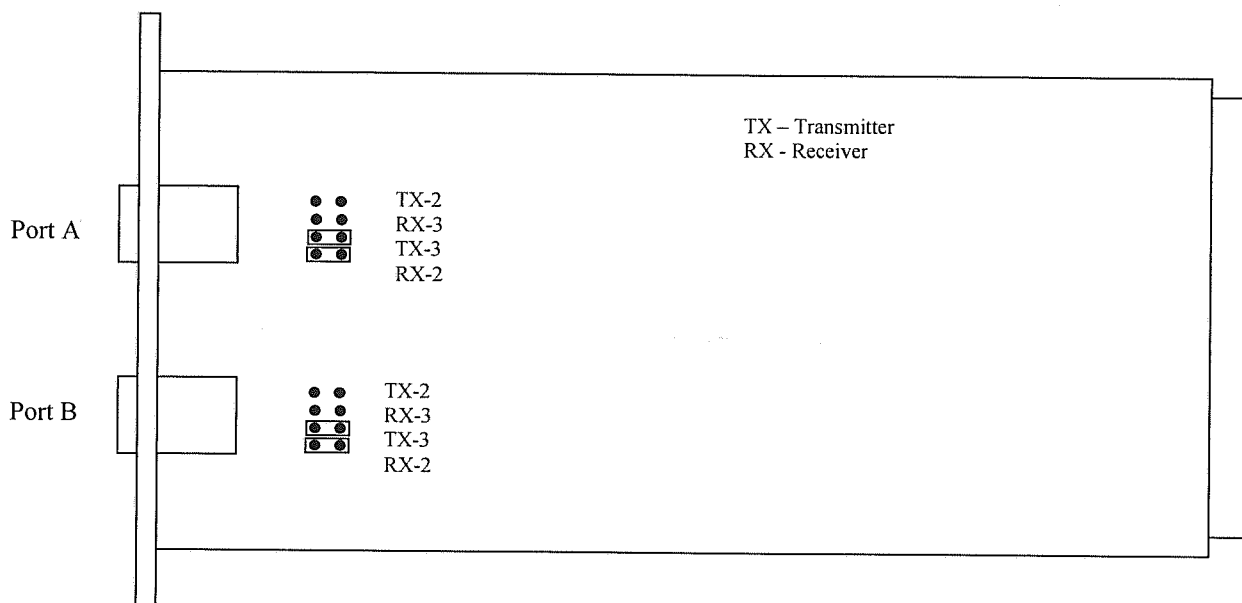 TX – Transmitter
RX - Receiver
Port A
TX-2
RX-3
TX-3
RX-2
Port B
TX-2
RX-3
TX-3
RX-2